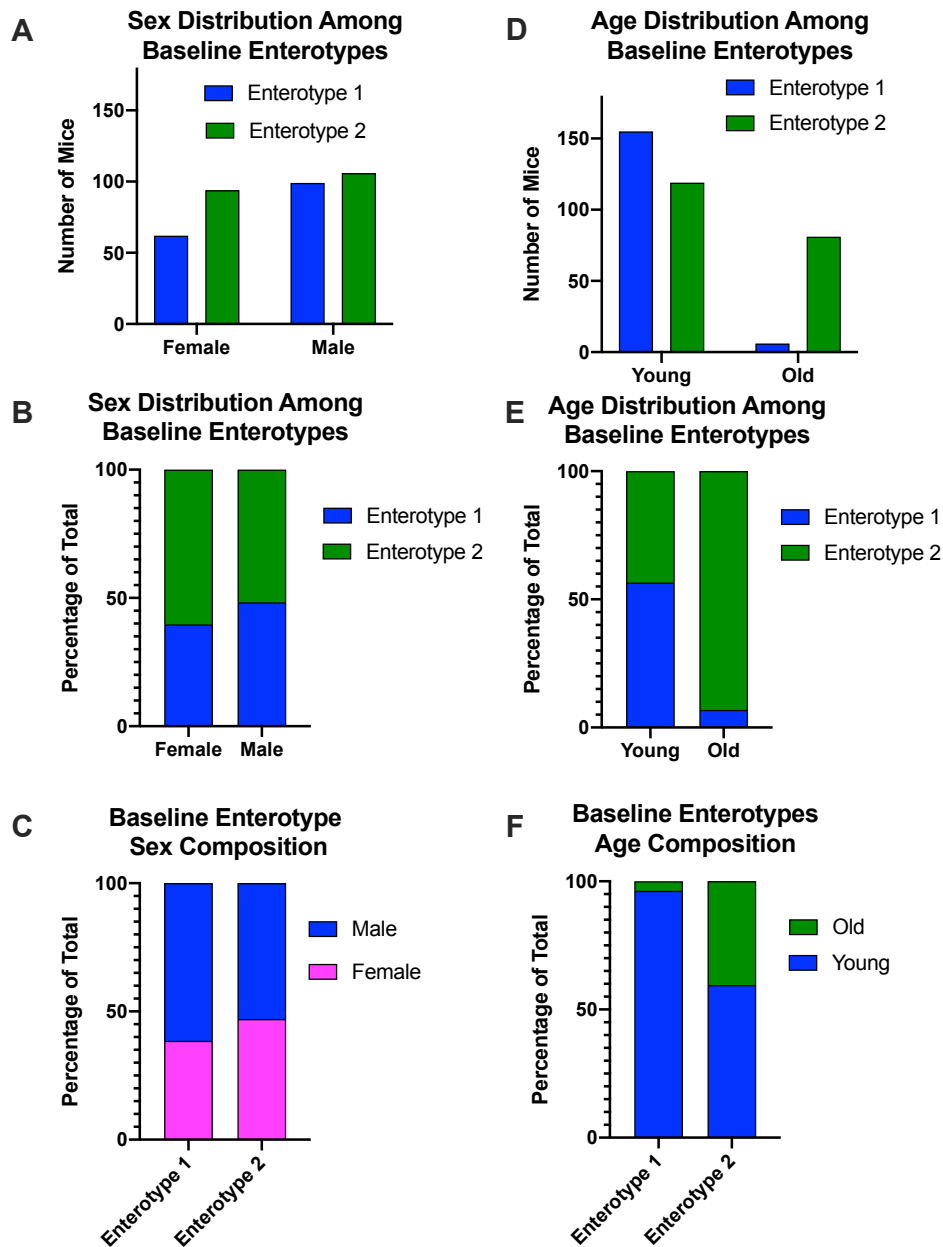 A
Sex Distribution Among
Baseline Enterotypes
Number of Mice
150
100
50
0
Enterotype 1
Enterotype 2
Female
Male
D
Age Distribution Among
Baseline Enterotypes
Number of Mice
150
100
50
0
Enterotype 1
Enterotype 2
Young
Old
B
Sex Distribution Among
Baseline Enterotypes
Percentage of Total
100
50
0
Enterotype 1
Enterotype 2
Female
Male
E
Age Distribution Among
Baseline Enterotypes
Percentage of Total
100
50
0
Enterotype 1
Enterotype 2
Young
Old
C
Baseline Enterotype
Sex Composition
Percentage of Total
100
50
0
Male
Female
Enterotype 1
Enterotype 2
F
Baseline Enterotypes
Age Composition
Percentage of Total
100
50
0
Old
Young
Enterotype 1
Enterotype 2